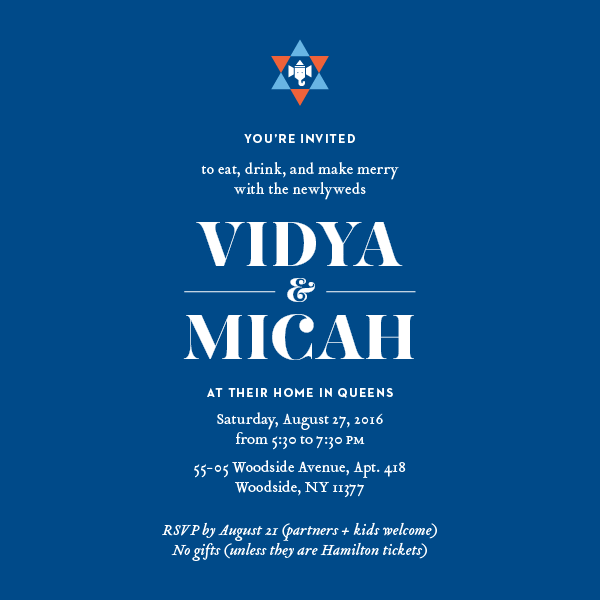 YOU'RE INVITED
to eat, drink, and make merry
with the newlyweds
VIDYA
&
MICAH
AT THEIR HOME IN QUEENS
Saturday, August 27, 2016
from 5:30 to 7:30 PM
55-05 Woodside Avenue, Apt. 418
Woodside, NY 11377
RSVP by August 21 (partners + kids welcome)
No gifts (unless they are Hamilton tickets)